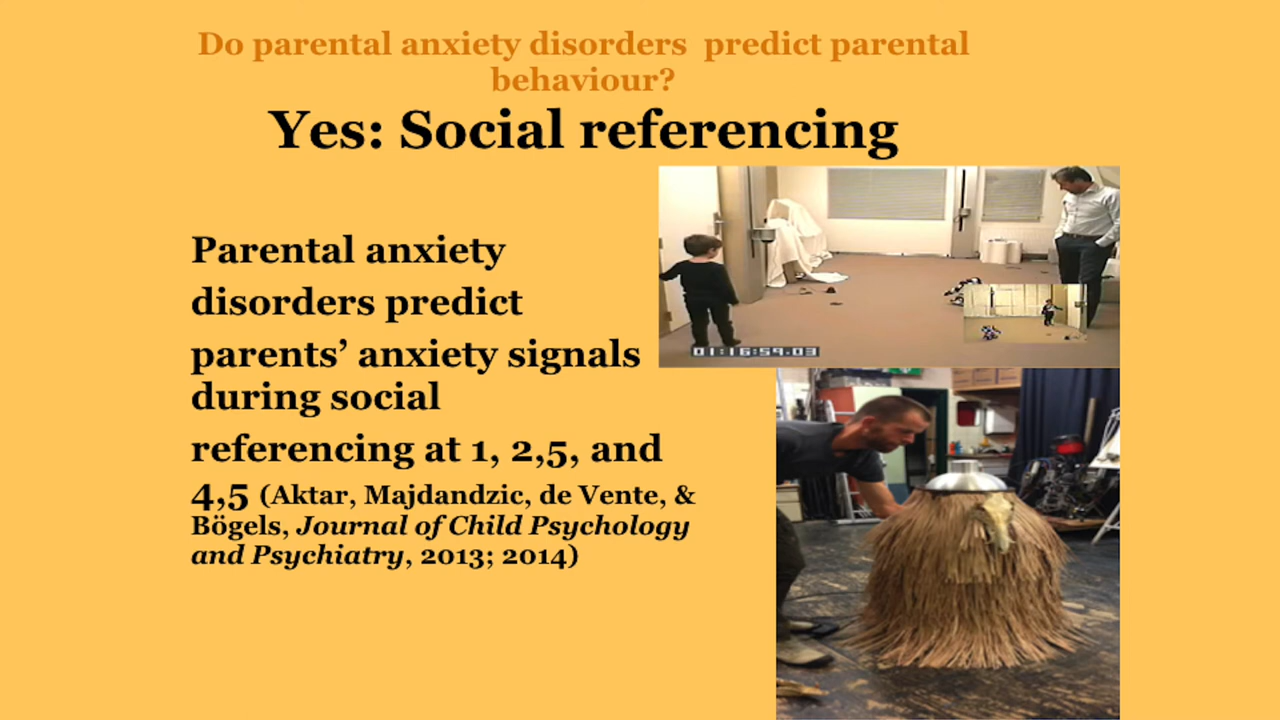 Do parental anxiety disorders  predict parental
behaviour?
Yes: Social referencing
Parental anxiety
disorders predict
parents’ anxiety signals
during social
referencing at 1, 2,5, and
4,5 (Aktar, Majdandzic, de Vente, &
Bögels, Journal of Child Psychology
and Psychiatry, 2013; 2014)
01:16:59.03